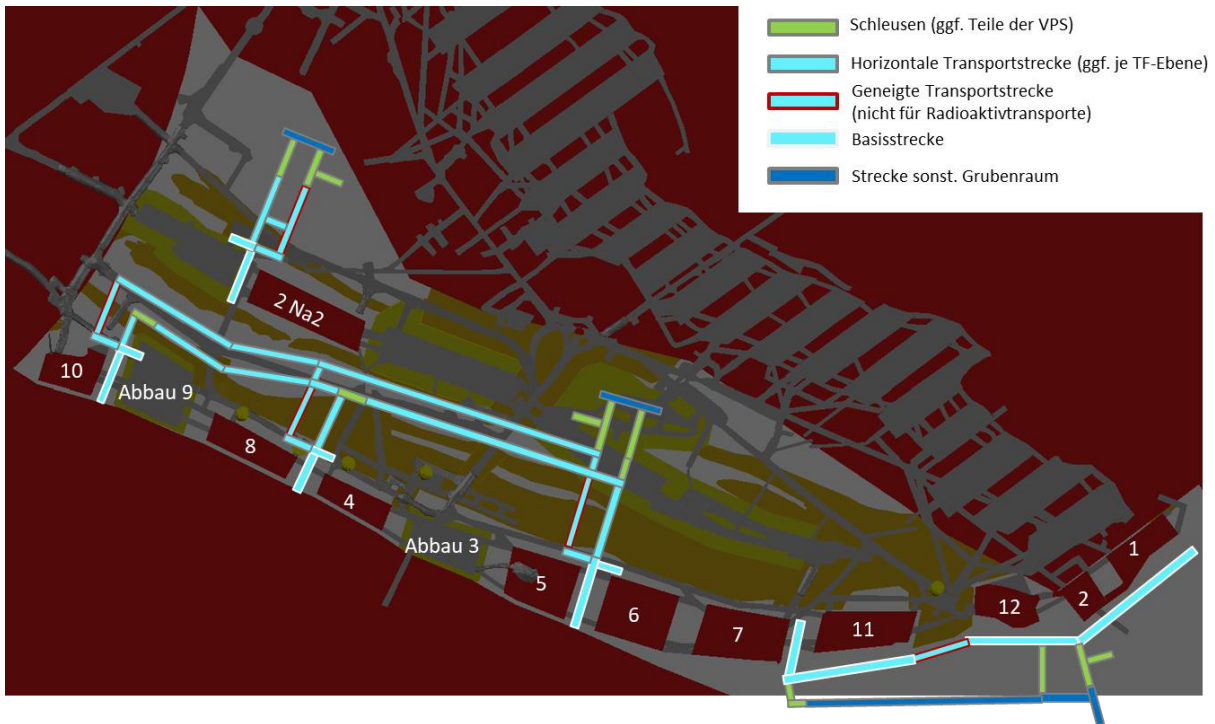 Schleusen (ggf. Teile der VPS)
Horizontale Transportstrecke (ggf. je TF-Ebene)
Geneigte Transportstrecke
(nicht für Radioaktivtransporte)
Basisstrecke
Strecke sonst. Grubenraum
2 Na2
10
Abbau 9
8
4
Abbau 3
5
6
7
11
12
2
1